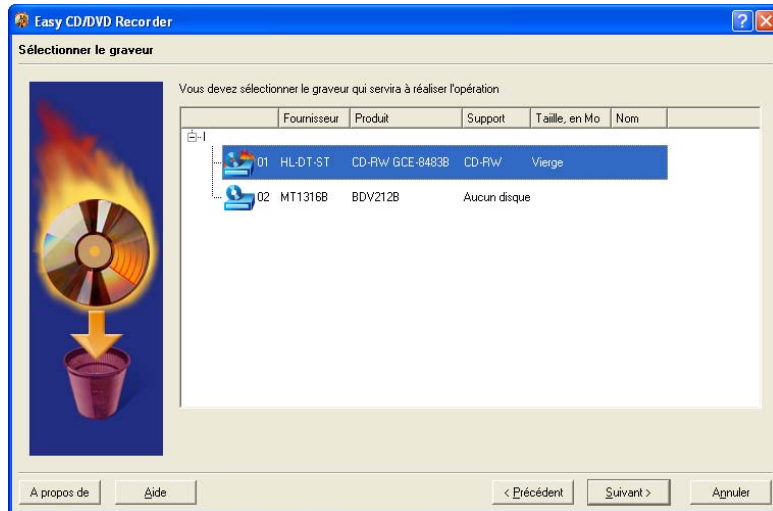 Easy CD/DVD Recorder
Sélectionner le graveur
Vous devez sélectionner le graveur qui servira à réaliser l'opération
Fournisseur Produit Support Taiille, en Mo Nom
I
01 HL-DT-ST CD-RW GCE-8483B CD-RW Vierge
02 MT1316B BDV212B Aucun disque
A propos de Aide < Précédent Suivant > Annuler